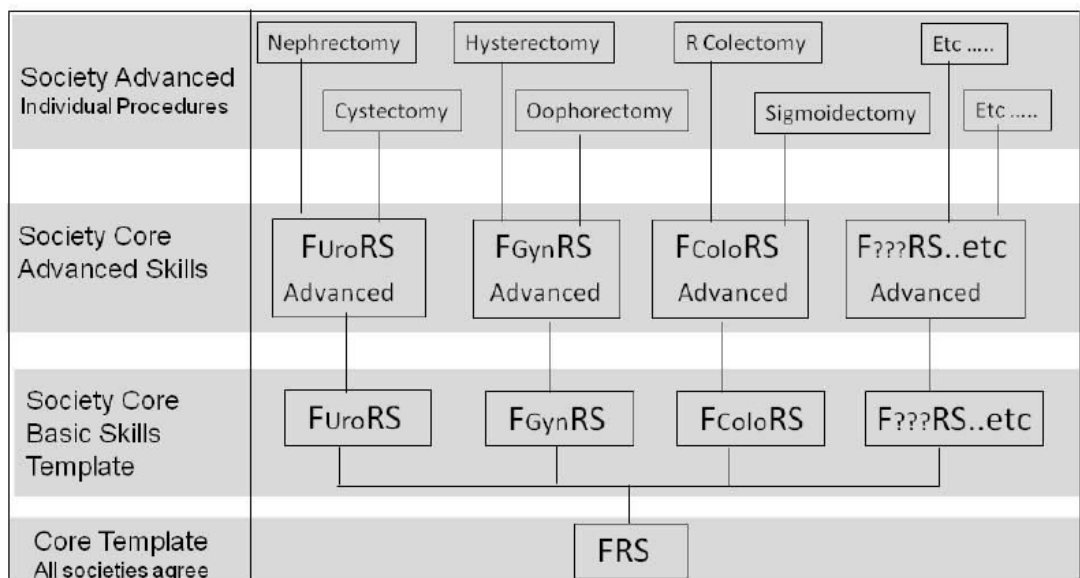 Nephrectomy Hysterectomy R Colectomy Etc .....
Society Advanced
Individual Procedures
Cystectomy Oophorectomy Sigmoidectomy Etc .....
Society Core
Advanced Skills
FUroRS FGynRS FColoRS F???RS..etc
Advanced Advanced Advanced Advanced
Society Core
Basic Skills
Template
FUroRS FGynRS FColoRS F???RS..etc
Core Template
All societies agree
FRS